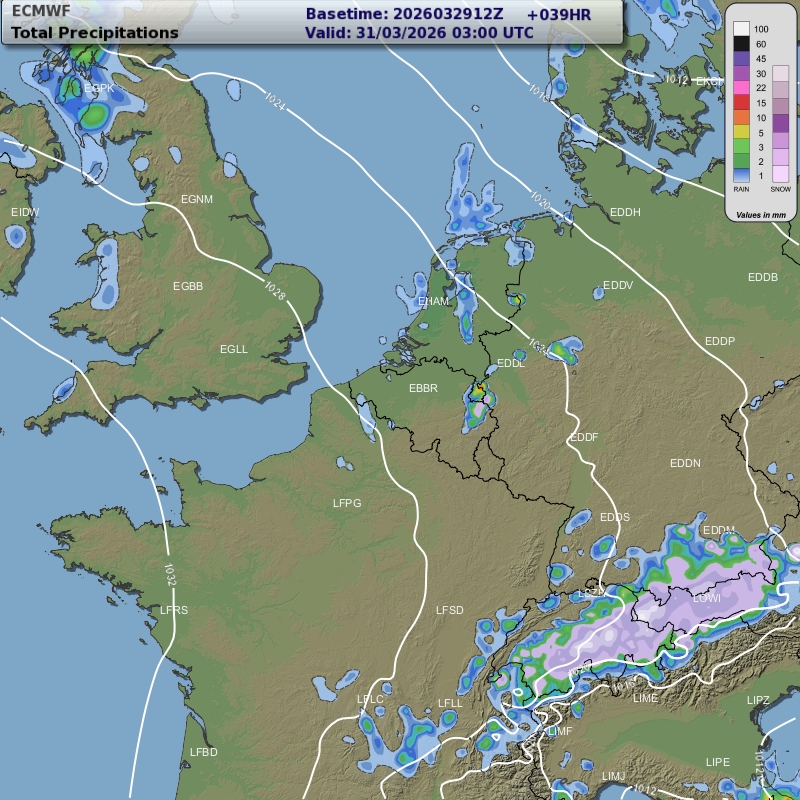 ECMWF
Total Precipitations
Basetime: 2026032912Z +039HR
Valid: 31/03/2026 03:00 UTC
100
60
45
30
22
15
10
5
3
2
1
RAIN SNOW
Values in mm
EGPK
1024
1016
1012
EIDW
EGNM
1020
EDDH
EGBB
1028
EHAM
EDDV
EDDB
EGLL
1024
EDDL
EDDP
EBBR
EDDF
EDDN
LFPG
EDDS
EDDM
1032
LFRS
LFSD
LOWI
LFLC
LFLL
LIME
LIPZ
LIMF
LFBD
LIPE
LIMJ
1012
1012